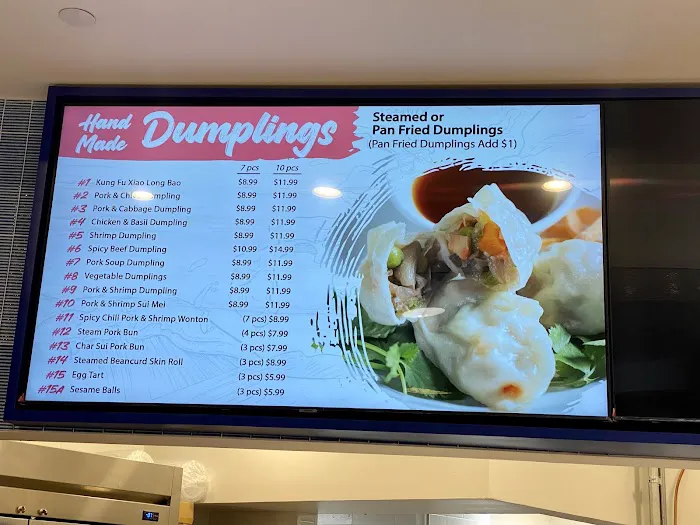 Hand Made Dumplings
Steamed or
Pan Fried Dumplings
(Pan Fried Dumplings Add $1)
7 pcs 10 pcs
#1 Kung Fu Xiao Long Bao $8.99 $11.99
#2 Pork & Dumpling $8.99 $11.99
#3 Pork & Cabbage Dumpling $8.99 $11.99
#4 Chicken & Basil Dumpling $8.99 $11.99
#5 Shrimp Dumpling $8.99 $11.99
#6 Spicy Beef Dumpling $10.99 $14.99
#7 Pork Soup Dumpling $8.99 $11.99
#8 Vegetable Dumplings $8.99 $11.99
#9 Pork & Shrimp Dumpling $8.99 $11.99
#10 Pork & Shrimp Sui Mei $8.99 $11.99
#11 Spicy Chili Pork & Shrimp Wonton (7 pcs) $8.99
#12 Steam Pork Bun (4 pcs) $7.99
#13 Char Sui Pork Bun (3 pcs) $7.99
#14 Steamed Beancurd Skin Roll (3 pcs) $8.99
#15 Egg Tart (3 pcs) $5.99
#15A Sesame Balls (3 pcs) $5.99